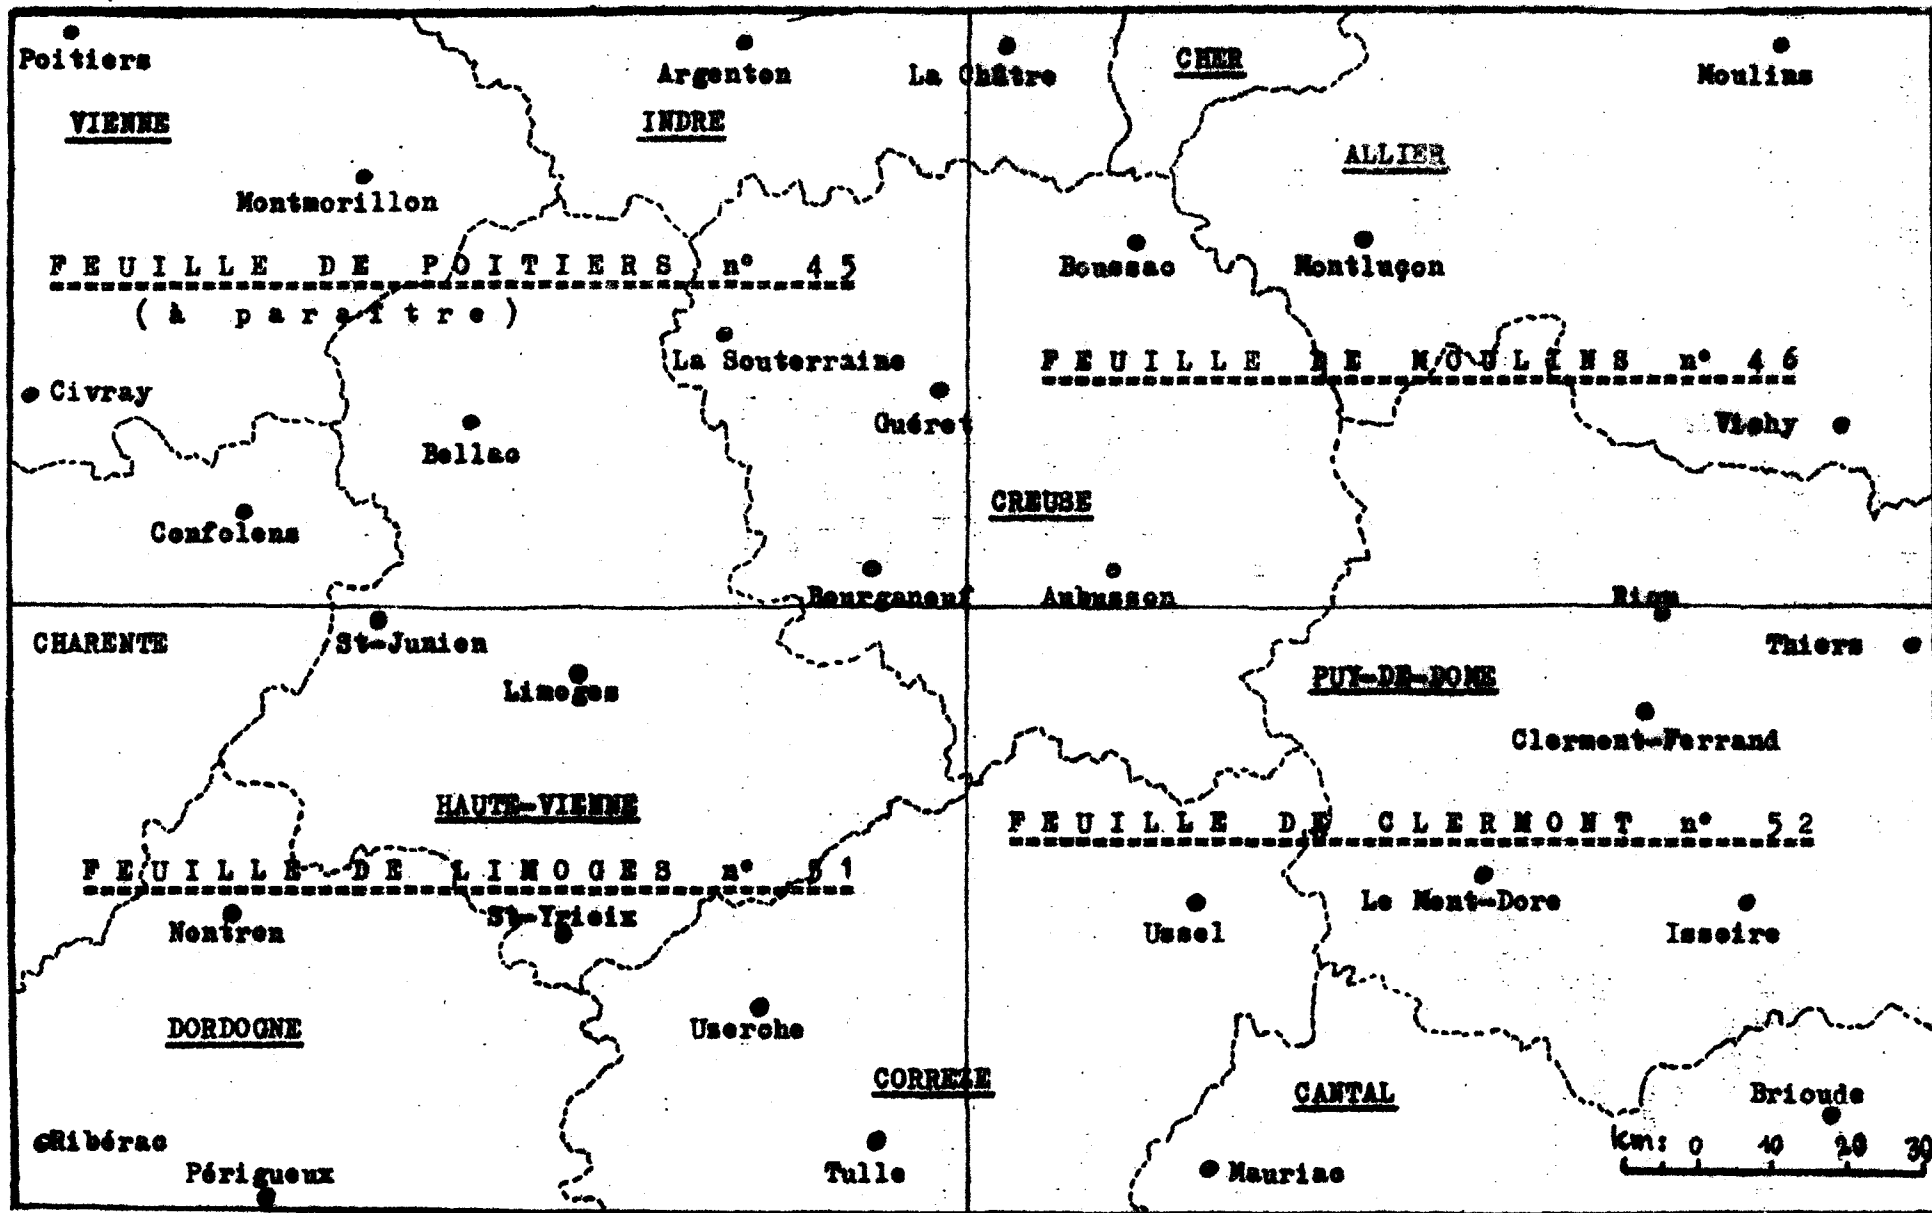 Poitiers
Argenton
La Châtre
CHER
Moulins
VIENNE
INDRE
ALLIER
Montmorillon
FEUILLE DE POITIERS n° 45
(à paraître)
Boussac
Montluçon
La Souterraine
FEUILLE DE MOULINS n° 46
Civray
Guéret
Vichy
Bellac
CREUSE
Confolens
Bourganeuf
Aubusson
Riom
CHARENTE
St-Junien
Thiers
Limoges
PUY-DE-DOME
Clermont-Ferrand
HAUTE-VIENNE
FEUILLE DE CLERMONT n° 52
FEUILLE DE LIMOGES n° 51
Le Mont-Dore
St-Yrieix
Nontron
Ussel
Issoire
DORDOGNE
Uzerche
CORREZE
CANTAL
Brioude
Ribérac
km: 0 10 20 30
Périgueux
Tulle
Mauriac